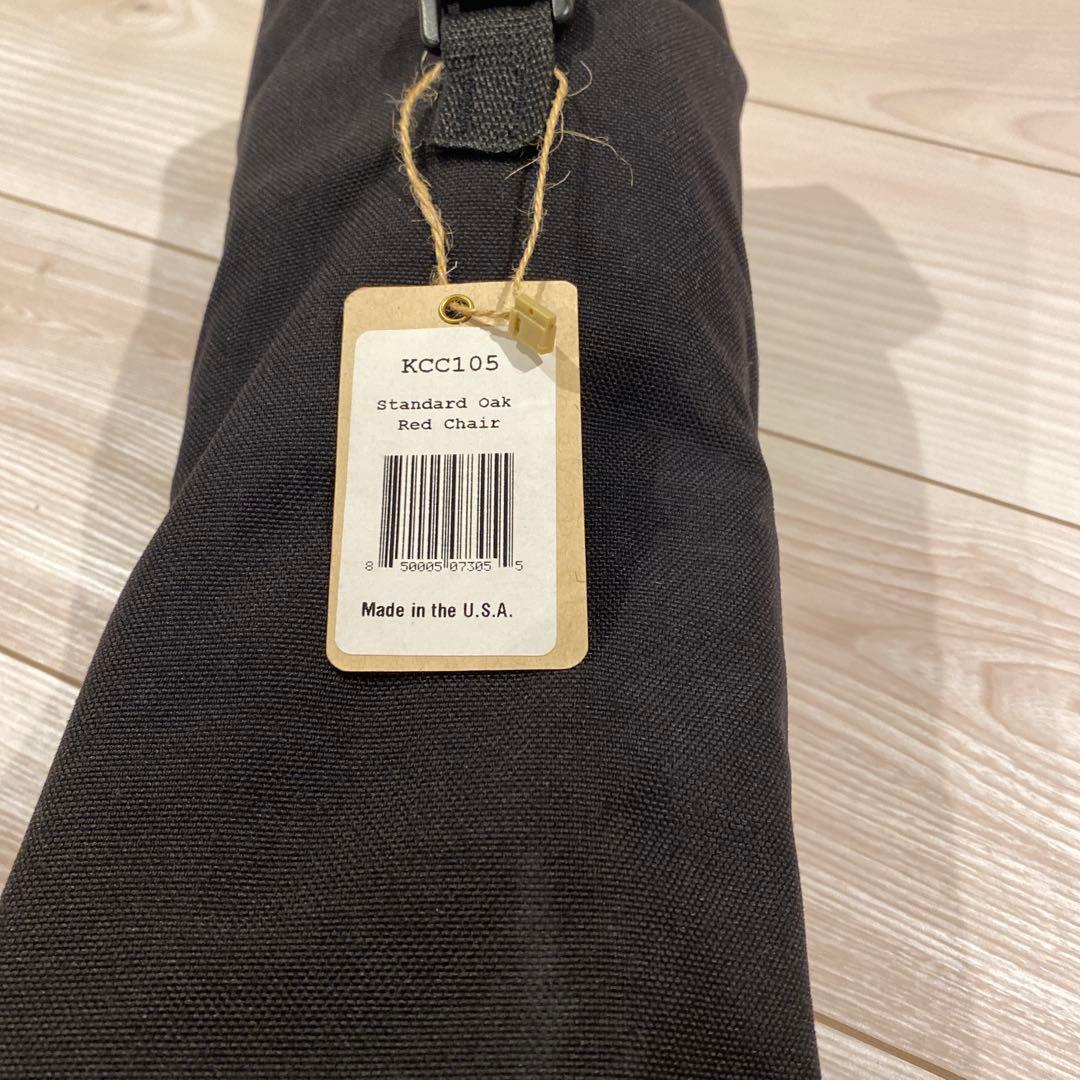 KCC105
Standard Oak
Red Chair
8 50005 07305 5
Made in the U.S.A.